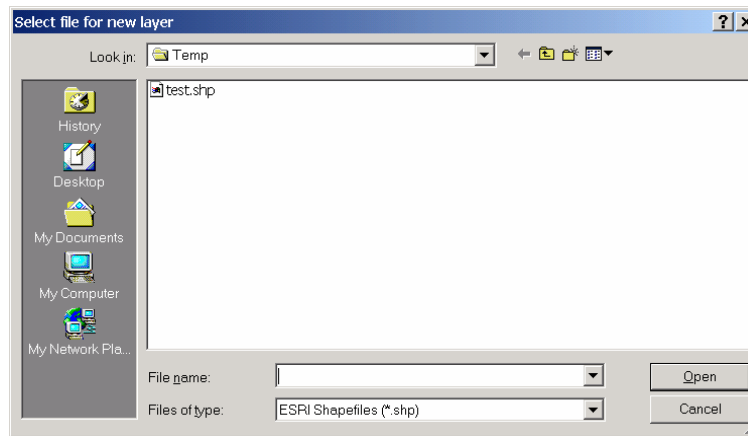 Select file for new layer
Look in: Temp
test.shp
History
Desktop
My Documents
My Computer
My Network Pla...
File name:
Open
Files of type: ESRI Shapefiles (*.shp)
Cancel